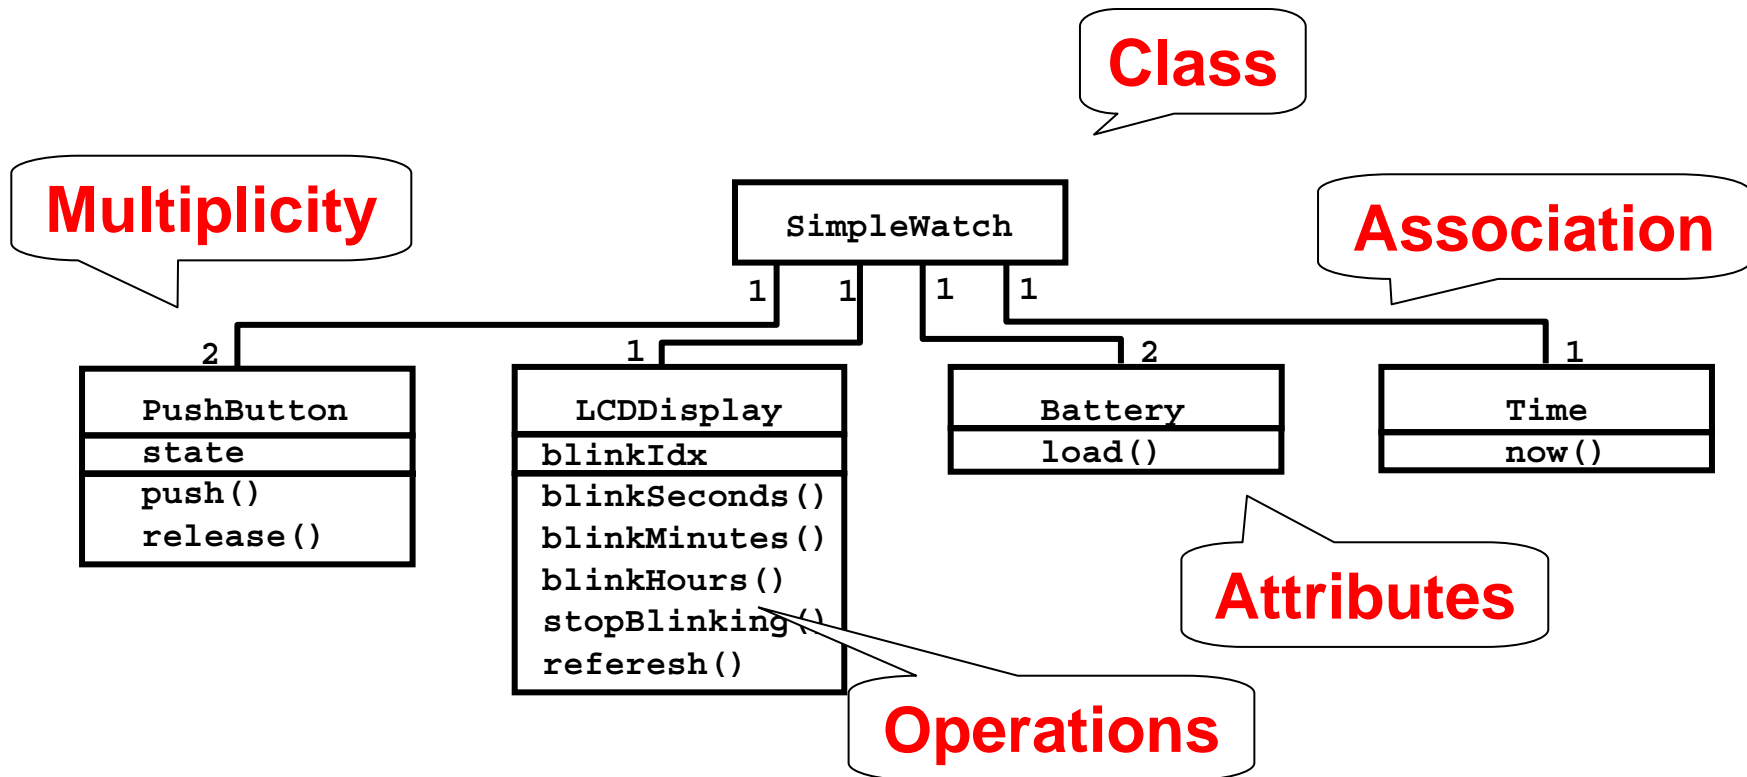 Class
Multiplicity
SimpleWatch
Association
1 1 1 1
2 1 2 1
PushButton
state
push()
release()
LCDDisplay
blinkIdx
blinkSeconds()
blinkMinutes()
blinkHours()
stopBlinking()
referesh()
Battery
load()
Time
now()
Attributes
Operations